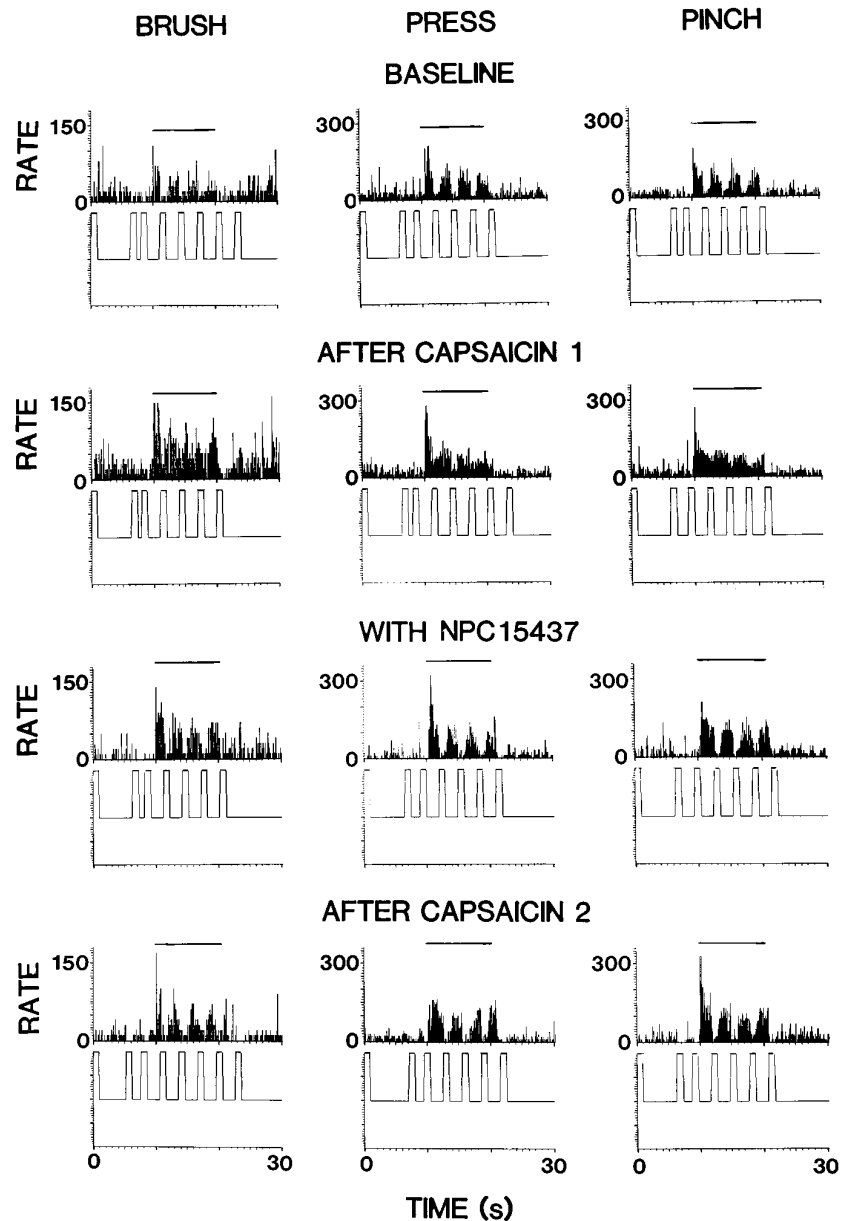 BRUSH PRESS PINCH
BASELINE
RATE 150 0 300 0 300 0
AFTER CAPSAICIN 1
RATE 150 0 300 0 300 0
WITH NPC15437
RATE 150 0 300 0 300 0
AFTER CAPSAICIN 2
RATE 150 0 300 0 300 0
0 30 0 30 0 30
TIME (s)